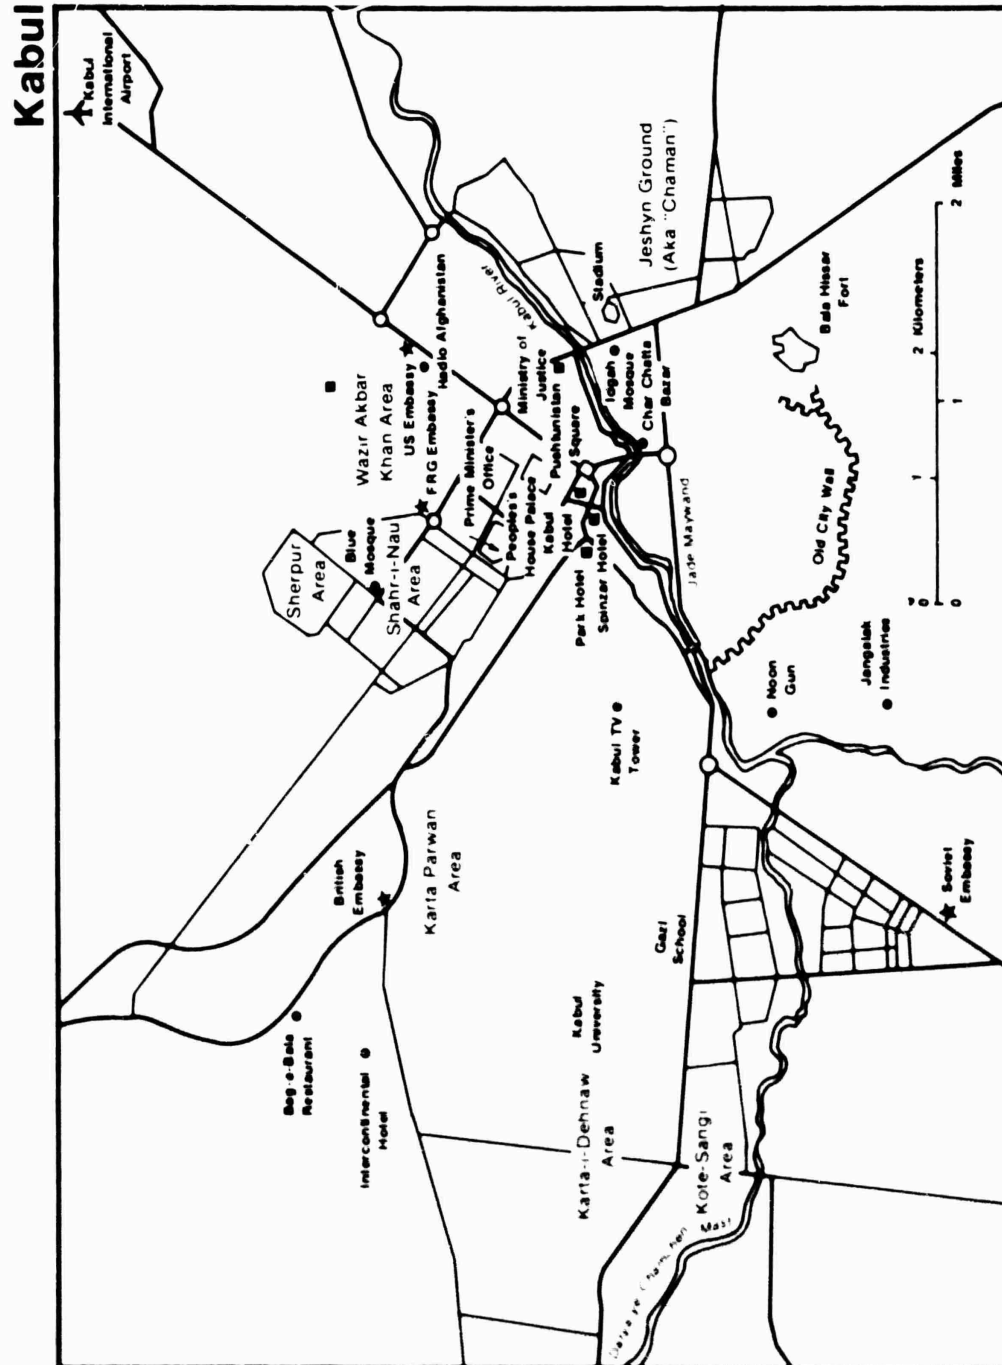 Kabul
Kabul
International
Airport
Sherpur
Area
Wazir Akbar
Khan Area
US Embassy
FRG Embassy
Radio Afghanistan
Blue
Mosque
Shahr-i-Nau
Area
Prime Minister's
Office
Peoples's
House Palace
Ministry of
Justice
Pushtunistan
Square
Kabul
Hotel
Park Hotel
Spinzar Hotel
Kabul River
Stadium
Jeshyn Ground
(Aka "Chaman")
Idgah
Mosque
Char Chatta
Bazar
Jade Maywand
Bala Hissar
Fort
Old City Wall
Noon
Gun
Jangalak
Industries
Kabul TV
Tower
British
Embassy
Karta Parwan
Area
Bag-e-Bala
Restaurant
Intercontinental
Hotel
Kabul
University
Gazi
School
Soviet
Embassy
Karta-i-Dehnaw
Area
Kote-Sangi
Area
0 1 2 Kilometers
0 1 2 Miles